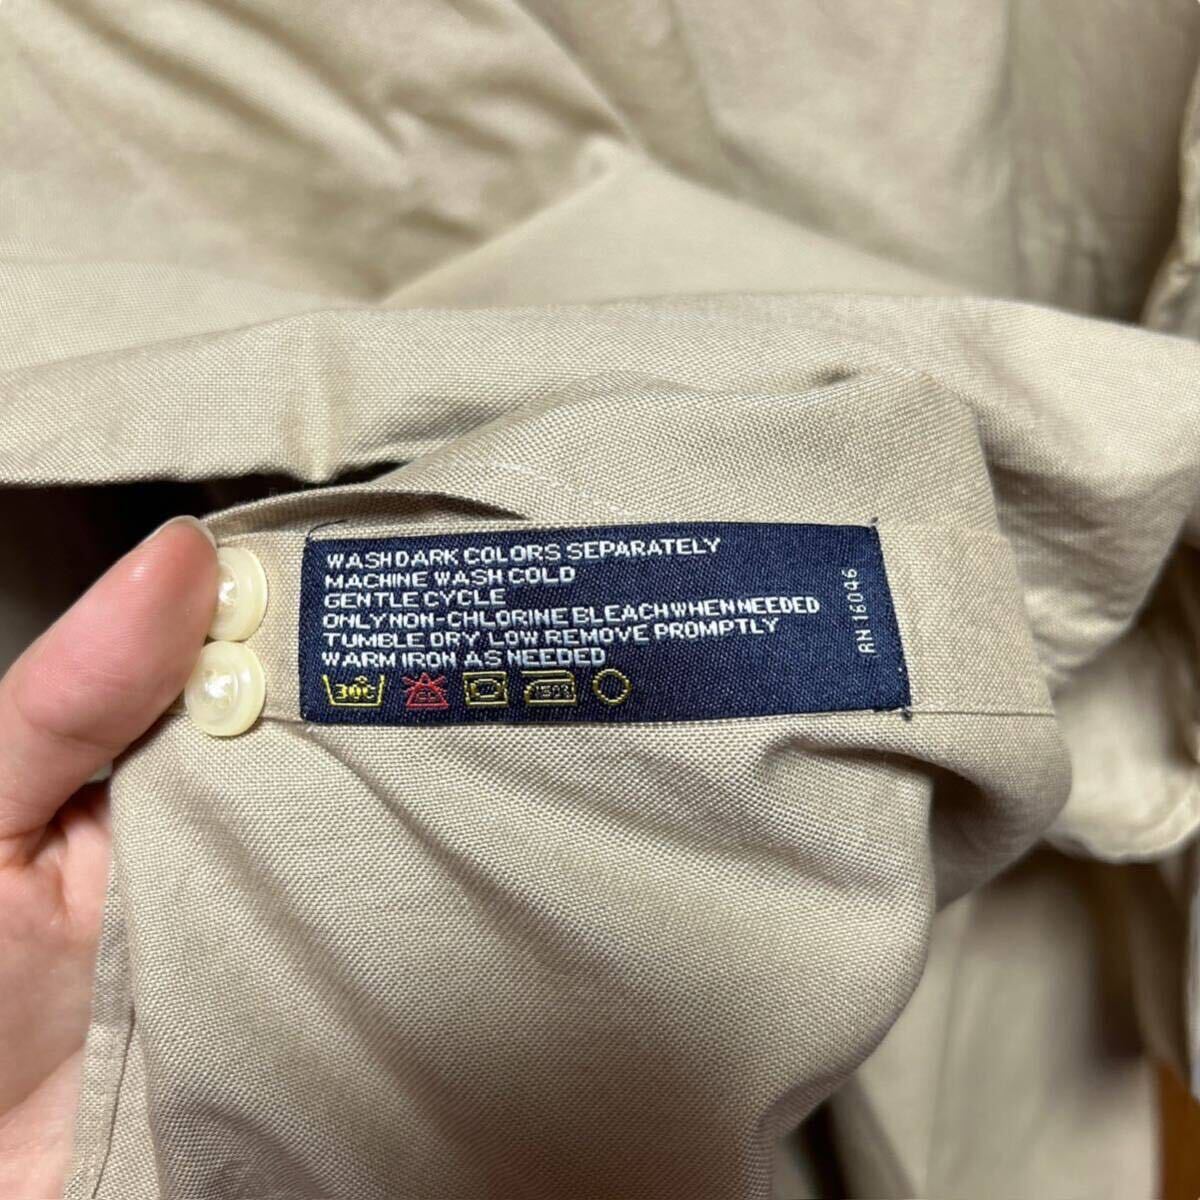 WASH DARK COLORS SEPARATELY
MACHINE WASH COLD
GENTLE CYCLE
ONLY NON-CHLORINE BLEACH WHEN NEEDED
TUMBLE DRY, LOW REMOVE PROMPTLY
WARM IRON AS NEEDED
30C
RN 16046